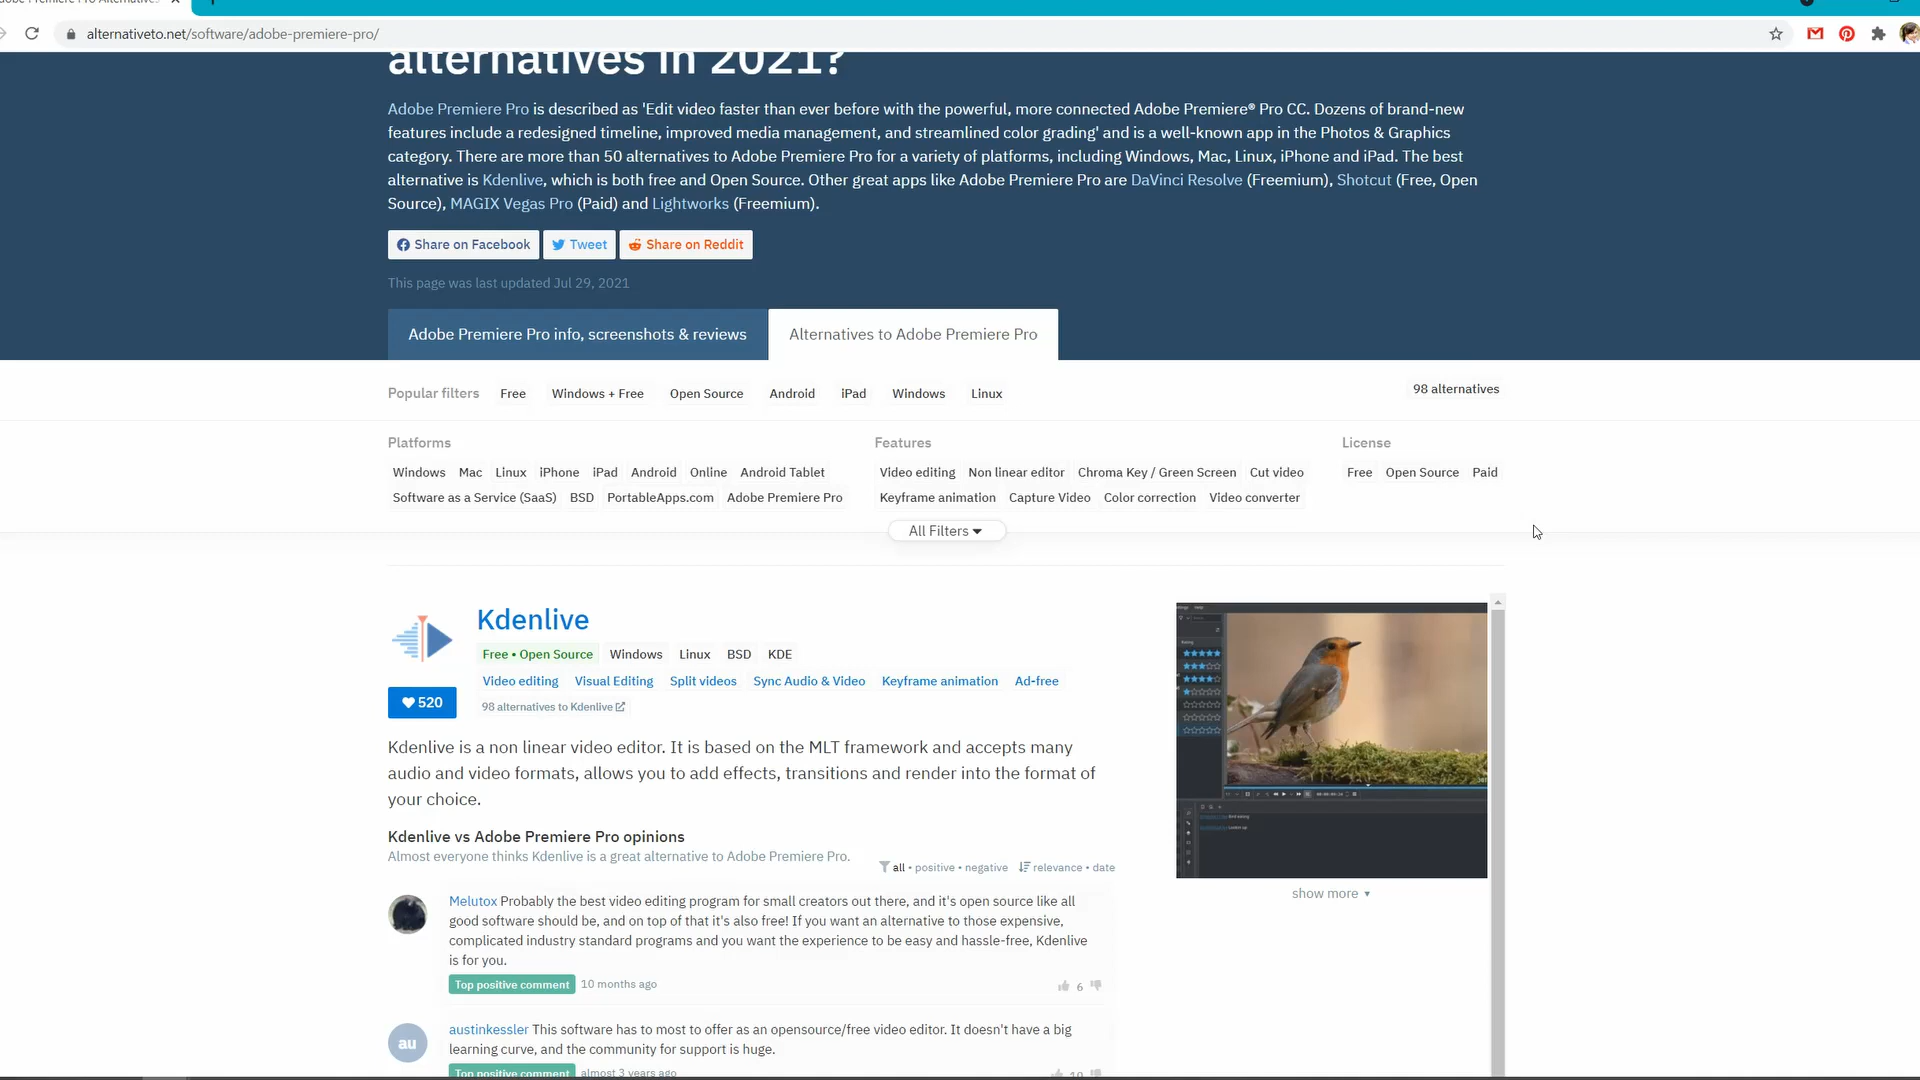 alternativeto.net/software/adobe-premiere-pro/
alternatives in 2021?
Adobe Premiere Pro is described as 'Edit video faster than ever before with the powerful, more connected Adobe Premiere® Pro CC. Dozens of brand-new
features include a redesigned timeline, improved media management, and streamlined color grading' and is a well-known app in the Photos & Graphics
category. There are more than 50 alternatives to Adobe Premiere Pro for a variety of platforms, including Windows, Mac, Linux, iPhone and iPad. The best
alternative is Kdenlive, which is both free and Open Source. Other great apps like Adobe Premiere Pro are DaVinci Resolve (Freemium), Shotcut (Free, Open
Source), MAGIX Vegas Pro (Paid) and Lightworks (Freemium).
Share on Facebook Tweet Share on Reddit
This page was last updated Jul 29, 2021
Adobe Premiere Pro info, screenshots & reviews Alternatives to Adobe Premiere Pro
Popular filters Free Windows + Free Open Source Android iPad Windows Linux 98 alternatives
Platforms Features License
Windows Mac Linux iPhone iPad Android Online Android Tablet Video editing Non linear editor Chroma Key / Green Screen Cut video Free Open Source Paid
Software as a Service (SaaS) BSD PortableApps.com Adobe Premiere Pro Keyframe animation Capture Video Color correction Video converter
All Filters
Kdenlive
Free • Open Source Windows Linux BSD KDE
Video editing Visual Editing Split videos Sync Audio & Video Keyframe animation Ad-free
520
98 alternatives to Kdenlive
Kdenlive is a non linear video editor. It is based on the MLT framework and accepts many
audio and video formats, allows you to add effects, transitions and render into the format of
your choice.
Kdenlive vs Adobe Premiere Pro opinions
Almost everyone thinks Kdenlive is a great alternative to Adobe Premiere Pro.
all • positive • negative relevance • date
show more
Melutox Probably the best video editing program for small creators out there, and it's open source like all
good software should be, and on top of that it's also free! If you want an alternative to those expensive,
complicated industry standard programs and you want the experience to be easy and hassle-free, Kdenlive
is for you.
Top positive comment 10 months ago 6
au
austinkessler This software has to most to offer as an opensource/free video editor. It doesn't have a big
learning curve, and the community for support is huge.
Top positive comment almost 3 years ago 10